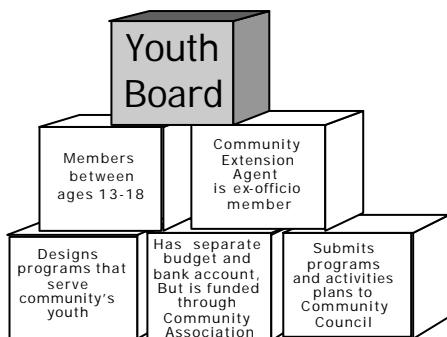 Youth
Board
Members
between
ages 13-18
Community
Extension
Agent
is ex-officio
member
Designs
programs that
serve
community's
youth
Has separate
budget and
bank account,
But is funded
through
Community
Association
Submits
programs
and activities
plans to
Community
Council